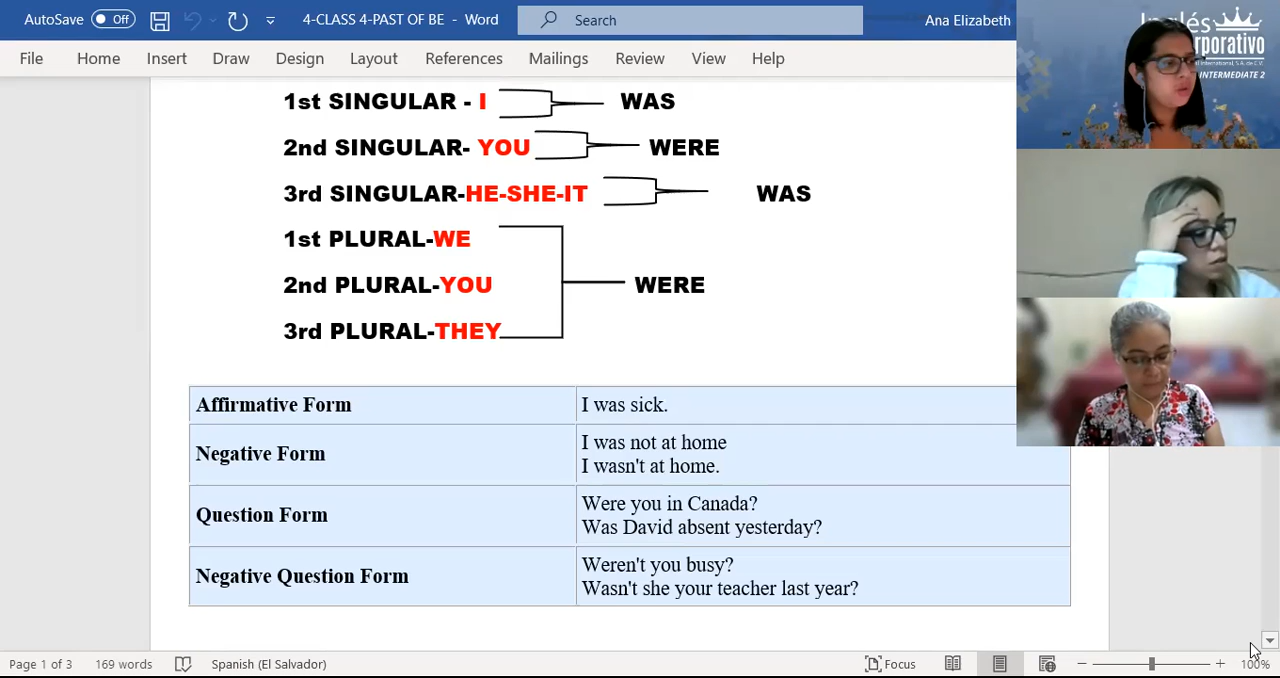 AutoSave Off 4-CLASS 4-PAST OF BE - Word Search Ana Elizabeth
File Home Insert Draw Design Layout References Mailings Review View Help
Inglés
INTERMEDIATE 2
1st SINGULAR - I WAS
2nd SINGULAR- YOU WERE
3rd SINGULAR-HE-SHE-IT WAS
1st PLURAL-WE
2nd PLURAL-YOU WERE
3rd PLURAL-THEY
Affirmative Form I was sick.
Negative Form I was not at home
I wasn't at home.
Question Form Were you in Canada?
Was David absent yesterday?
Negative Question Form Weren't you busy?
Wasn't she your teacher last year?
Page 1 of 3 169 words Spanish (El Salvador) Focus 100%